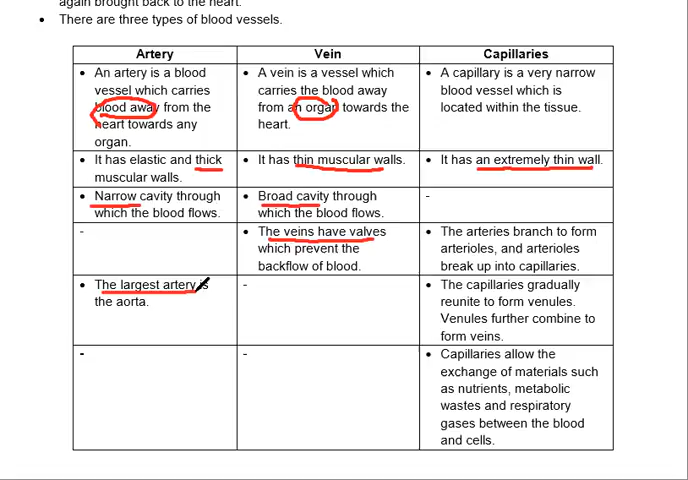 again brought back to the heart.
• There are three types of blood vessels.
Artery
Vein
Capillaries
• An artery is a blood
vessel which carries
blood away from the
heart towards any
organ.
• A vein is a vessel which
carries the blood away
from an organ towards the
heart.
• A capillary is a very narrow
blood vessel which is
located within the tissue.
• It has elastic and thick
muscular walls.
• It has thin muscular walls.
• It has an extremely thin wall.
• Narrow cavity through
which the blood flows.
• Broad cavity through
which the blood flows.
-
-
• The veins have valves
which prevent the
backflow of blood.
• The arteries branch to form
arterioles, and arterioles
break up into capillaries.
• The largest artery is
the aorta.
-
• The capillaries gradually
reunite to form venules.
Venules further combine to
form veins.
-
-
• Capillaries allow the
exchange of materials such
as nutrients, metabolic
wastes and respiratory
gases between the blood
and cells.